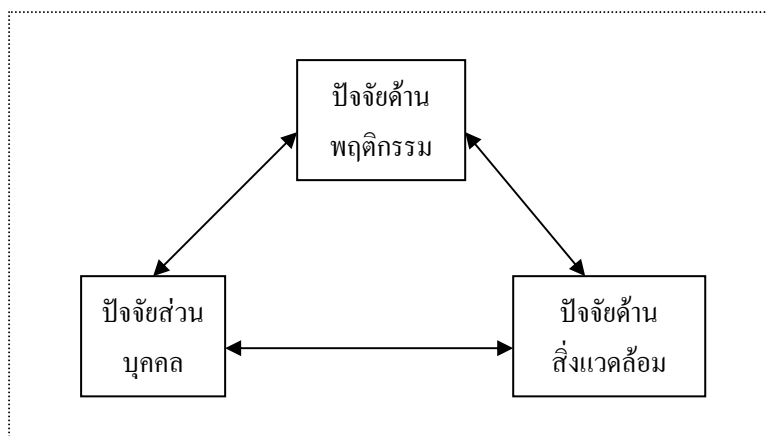 ปัจจัยด้าน
พฤติกรรม
ปัจจัยส่วน
บุคคล
ปัจจัยด้าน
สิ่งแวดล้อม